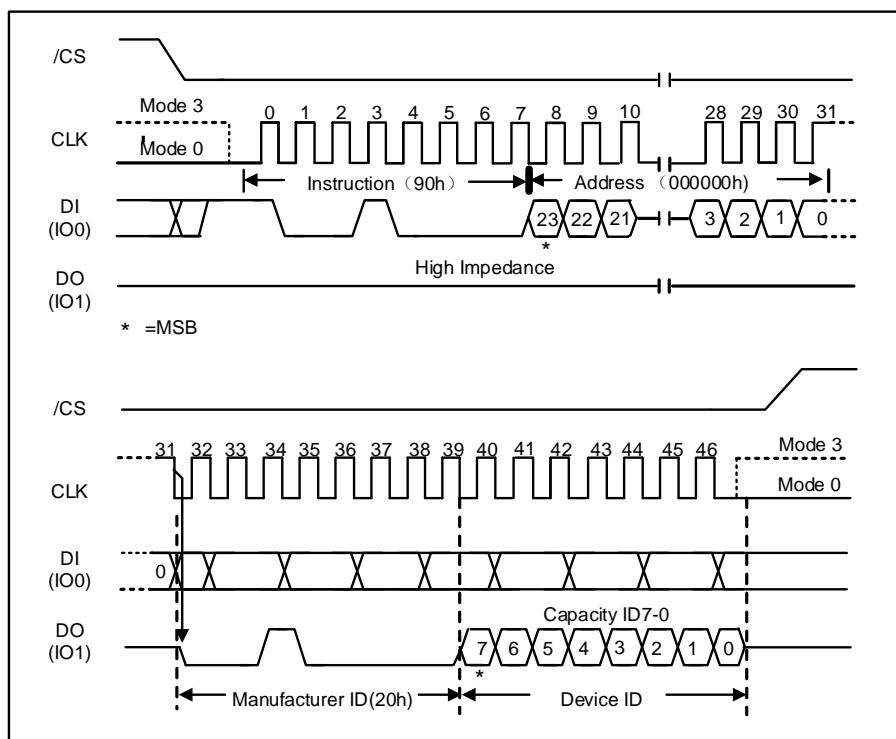 /CS
Mode 3
0 1 2 3 4 5 6 7 8 9 10 28 29 30 31
CLK
Mode 0
Instruction（90h） Address（000000h)
DI
(IO0)
23 22 21 3 2 1 0
*
High Impedance
DO
(IO1)
* =MSB
/CS
31 32 33 34 35 36 37 38 39 40 41 42 43 44 45 46
Mode 3
CLK
Mode 0
DI
(IO0)
0
Capacity ID7-0
DO
(IO1)
7 6 5 4 3 2 1 0
*
Manufacturer ID(20h) Device ID